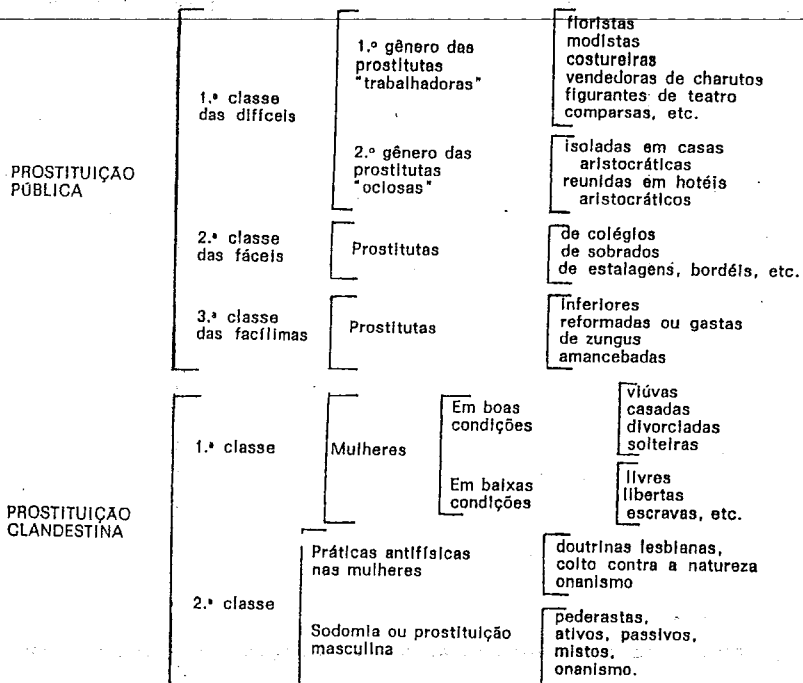 PROSTITUIÇÃO
PÚBLICA
1.ª classe
das difíceis
1.º gênero das
prostitutas
"trabalhadoras"
floristas
modistas
costureiras
vendedoras de charutos
figurantes de teatro
comparsas, etc.
2.º gênero das
prostitutas
"ociosas"
isoladas em casas
aristocráticas
reunidas em hotéis
aristocráticos
2.ª classe
das fáceis
Prostitutas
de colégios
de sobrados
de estalagens, bordéis, etc.
3.ª classe
das facílimas
Prostitutas
inferiores
reformadas ou gastas
de zungus
amancebadas
PROSTITUIÇÃO
CLANDESTINA
1.ª classe
Mulheres
Em boas
condições
viúvas
casadas
divorciadas
solteiras
Em baixas
condições
livres
libertas
escravas, etc.
2.ª classe
Práticas antifísicas
nas mulheres
doutrinas lesbianas,
coito contra a natureza
onanismo
Sodomia ou prostituição
masculina
pederastas,
ativos, passivos,
mistos,
onanismo.